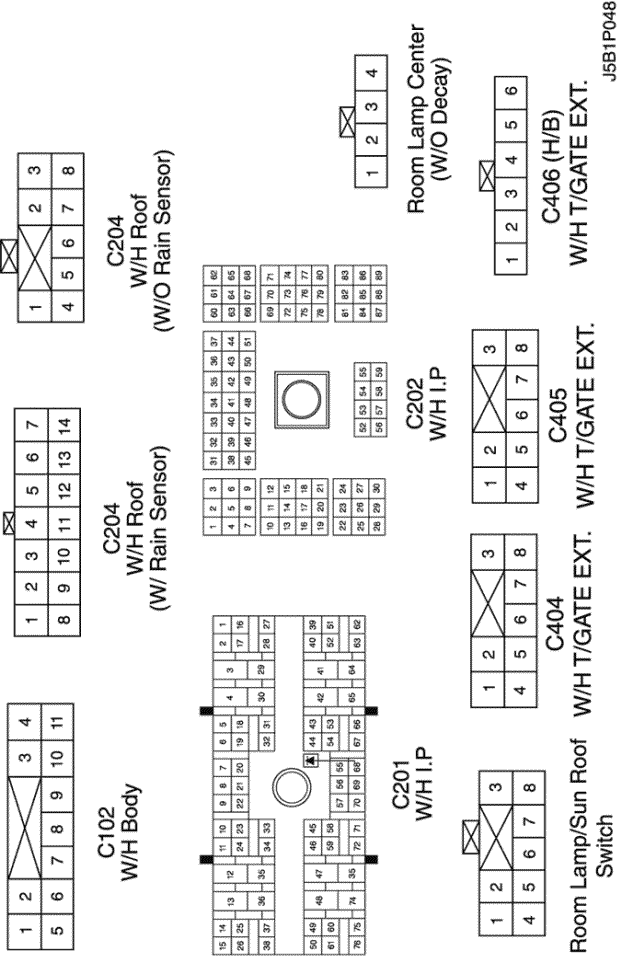 1 2 3 4
5 6 7 8 9 10 11
C102
W/H Body
1 2 3 4 5 6 7
8 9 10 11 12 13 14
C204
W/H Roof
(W/ Rain Sensor)
1 2 3
4 5 6 7 8
C204
W/H Roof
(W/O Rain Sensor)
15 14 13 12 11 10 9 8 7 6 5 4 3 2 1
26 25 24 23 22 21 20 19 18 17 16
38 37 36 35 34 33 32 31 30 29 28 27
50 49 48 47 46 45 44 43 42 41 40 39
61 60 59 58 57 56 55 54 53 52 51
76 75 74 35 72 71 70 69 68 67 66 65 64 63 62
C201
W/H I.P
1 2 3
4 5 6
7 8 9
10 11 12
13 14 15
16 17 18
19 20 21
22 23 24
25 26 27
28 29 30
31 32 33 34 35 36 37
38 39 40 41 42 43 44
45 46 47 48 49 50 51
52 53 54 55
56 57 58 59
60 61 62
63 64 65
66 67 68
69 70 71
72 73 74
75 76 77
78 79 80
81 82 83
84 85 86
87 88 89
C202
W/H I.P
1 2 3 4
Room Lamp Center
(W/O Decay)
1 2 3
4 5 6 7 8
Room Lamp/Sun Roof
Switch
1 2 3
4 5 6 7 8
C404
W/H T/GATE EXT.
1 2 3
4 5 6 7 8
C405
W/H T/GATE EXT.
1 2 3 4 5 6
C406 (H/B)
W/H T/GATE EXT.
J5B1P048